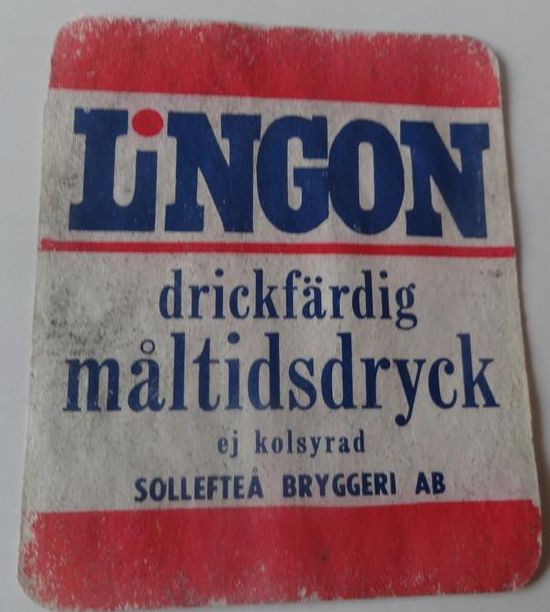 LiNGON
drickfärdig
måltidsdryck
ej kolsyrad
SOLLEFTEÅ BRYGGERI AB